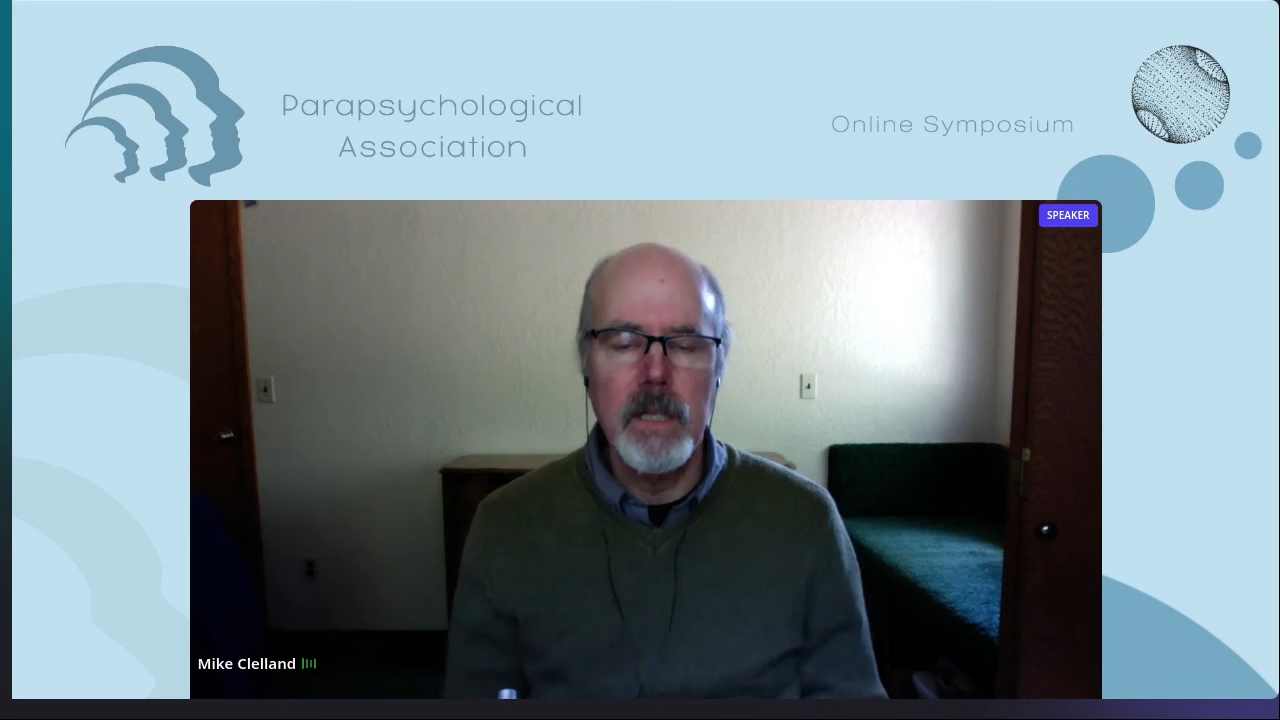 Parapsychological
Association
Online Symposium
SPEAKER
Mike Clelland